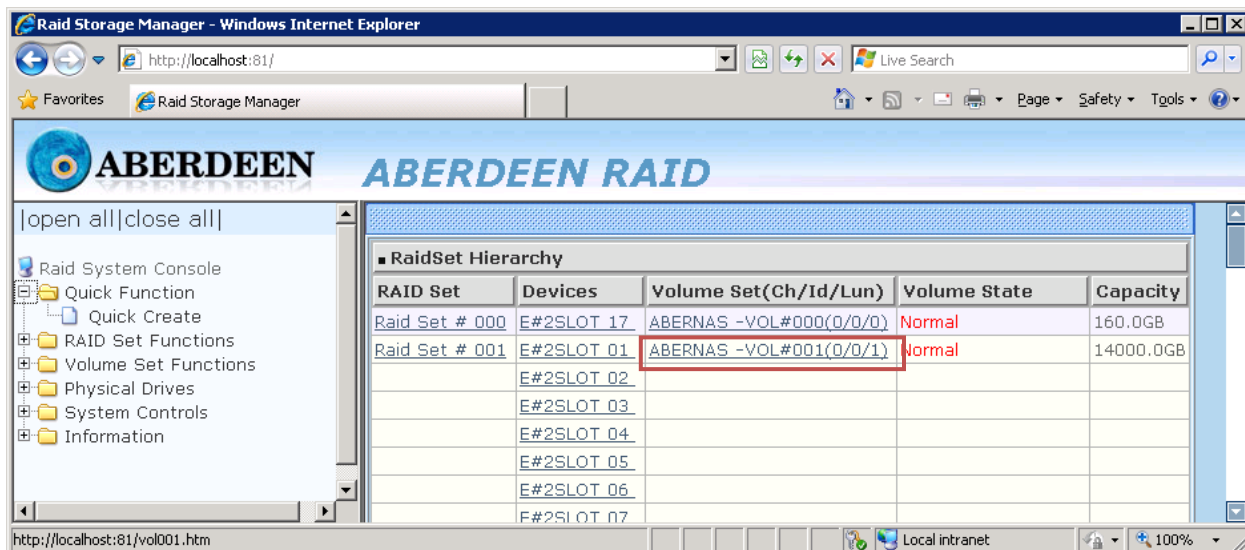 Raid Storage Manager - Windows Internet Explorer
http://localhost:81/
Live Search
Favorites Raid Storage Manager Page Safety Tools
ABERDEEN ABERDEEN RAID
|open all|close all|
Raid System Console
Quick Function
Quick Create
RAID Set Functions
Volume Set Functions
Physical Drives
System Controls
Information
RaidSet Hierarchy
RAID Set Devices Volume Set(Ch/Id/Lun) Volume State Capacity
Raid Set # 000 E#2SLOT 17 ABERNAS -VOL#000(0/0/0) Normal 160.0GB
Raid Set # 001 E#2SLOT 01 ABERNAS -VOL#001(0/0/1) Normal 14000.0GB
E#2SLOT 02
E#2SLOT 03
E#2SLOT 04
E#2SLOT 05
E#2SLOT 06
E#2SLOT 07
http://localhost:81/vol001.htm Local intranet 100%